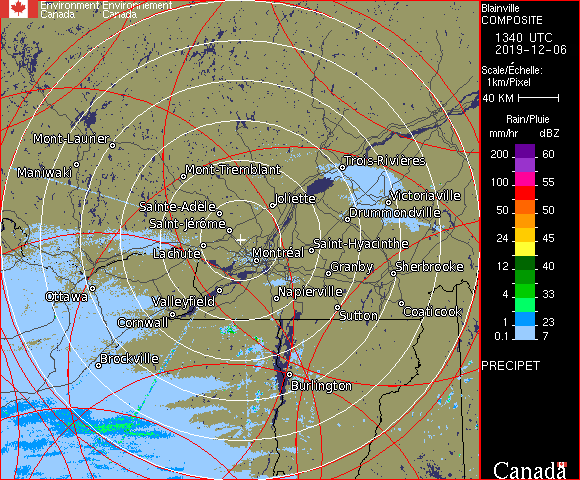 Environment Environnement
Canada Canada
Blainville
COMPOSITE
1340 UTC
2019-12-06
Scale/Échelle:
1km/Pixel
40 KM
Rain/Pluie
mm/hr dBZ
200 60
100 55
50 50
24 45
12 40
4 33
1 23
0.1 7
PRECIPET
Canada
Mont-Laurier
Maniwaki
Mont-Tremblant
Trois-Rivières
Sainte-Adèle
Joliette
Victoriaville
Saint-Jérôme
Drummondville
Lachute
Montréal
Saint-Hyacinthe
Granby
Sherbrooke
Ottawa
Valleyfield
Napierville
Cornwall
Sutton
Coaticook
Brockville
Burlington